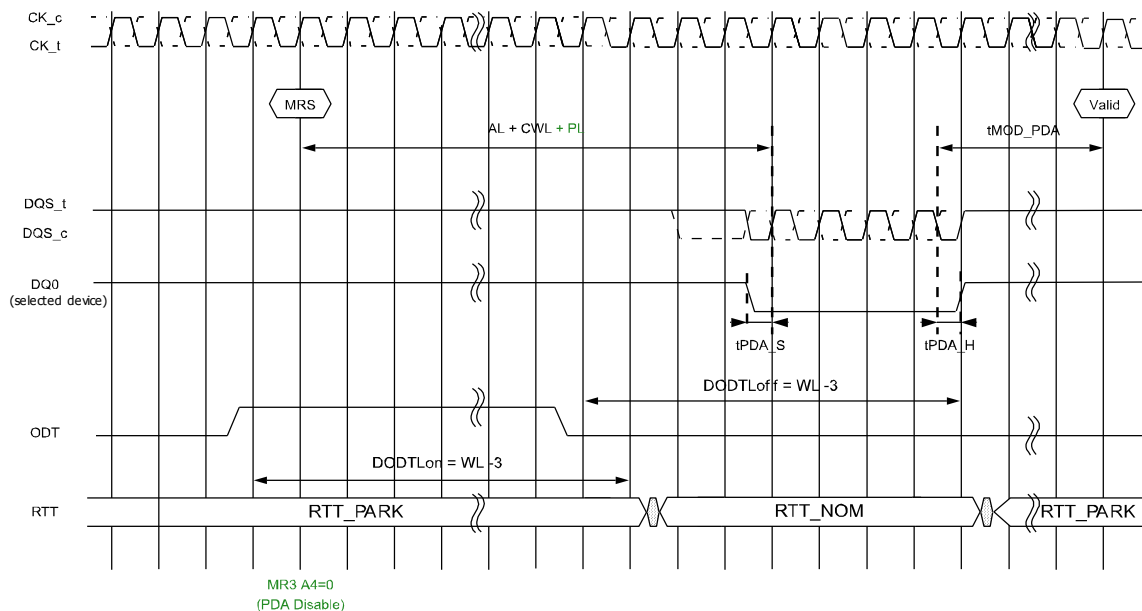 CK_c
CK_t
MRS
Valid
AL + CWL + PL
tMOD_PDA
DQS_t
DQS_c
DQ0
(selected device)
tPDA_S
tPDA_H
DODTLoff = WL -3
ODT
DODTLon = WL -3
RTT
RTT_PARK
RTT_NOM
RTT_PARK
MR3 A4=0
(PDA Disable)